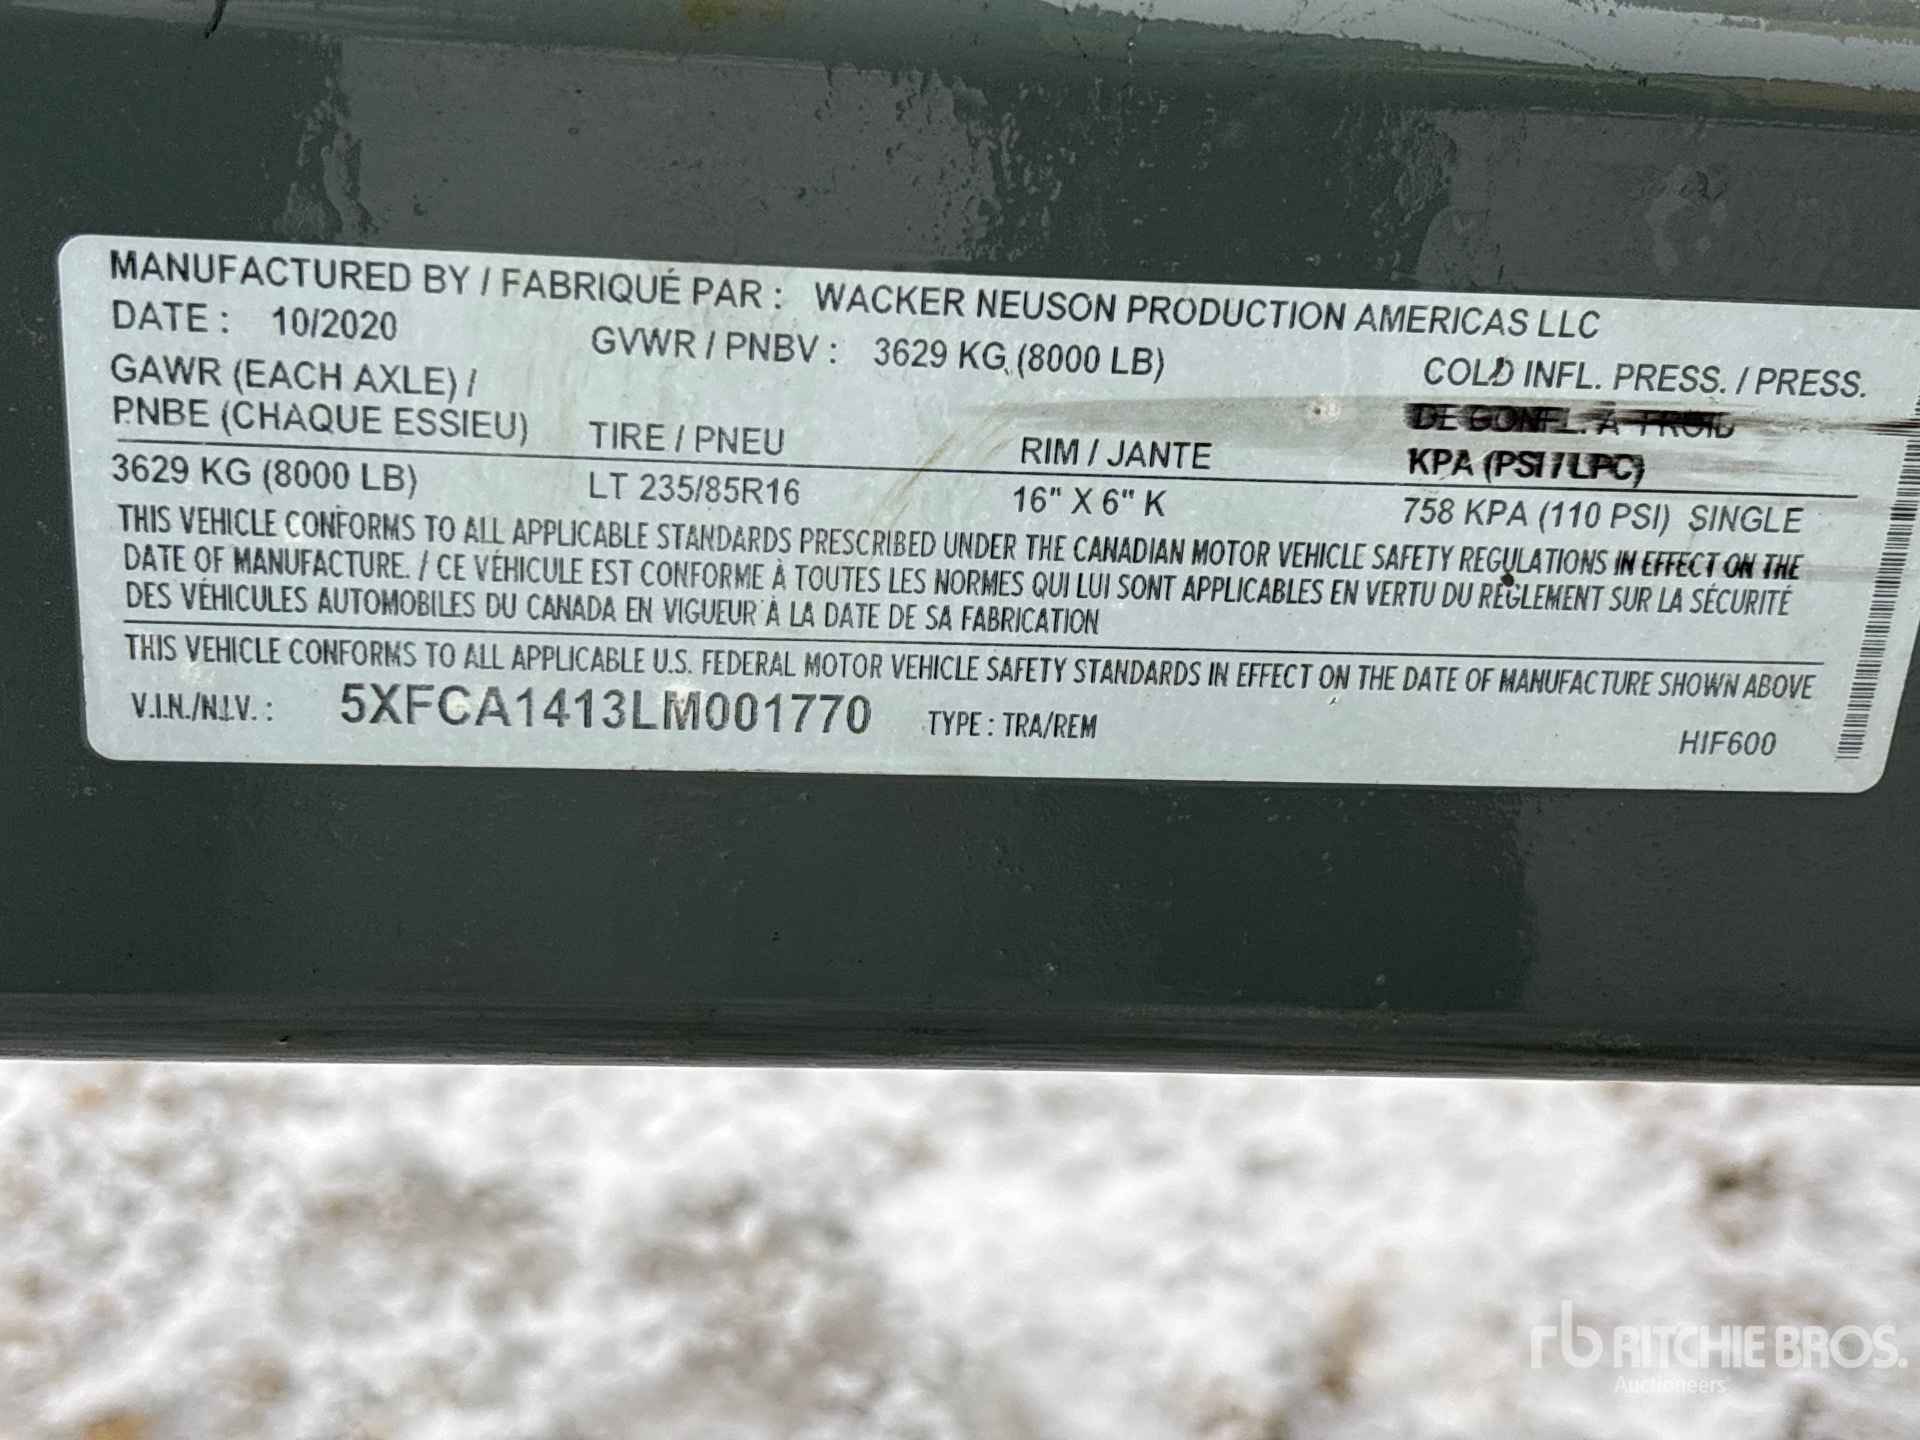 MANUFACTURED BY / FABRIQUÉ PAR : WACKER NEUSON PRODUCTION AMERICAS LLC
DATE : 10/2020 GVWR / PNBV : 3629 KG (8000 LB)
GAWR (EACH AXLE) / PNBE (CHAQUE ESSIEU) TIRE / PNEU RIM / JANTE COLD INFL. PRESS. / PRESS. DE GONFL. À FROID KPA (PSI / LPC)
3629 KG (8000 LB) LT 235/85R16 16" X 6" K 758 KPA (110 PSI) SINGLE
THIS VEHICLE CONFORMS TO ALL APPLICABLE STANDARDS PRESCRIBED UNDER THE CANADIAN MOTOR VEHICLE SAFETY REGULATIONS IN EFFECT ON THE
DATE OF MANUFACTURE. / CE VÉHICULE EST CONFORME À TOUTES LES NORMES QUI LUI SONT APPLICABLES EN VERTU DU RÈGLEMENT SUR LA SÉCURITÉ
DES VÉHICULES AUTOMOBILES DU CANADA EN VIGUEUR À LA DATE DE SA FABRICATION
THIS VEHICLE CONFORMS TO ALL APPLICABLE U.S. FEDERAL MOTOR VEHICLE SAFETY STANDARDS IN EFFECT ON THE DATE OF MANUFACTURE SHOWN ABOVE
V.I.N./N.I.V. : 5XFCA1413LM001770 TYPE : TRA/REM HIF600
rb RITCHIE BROS.
Auctioneers